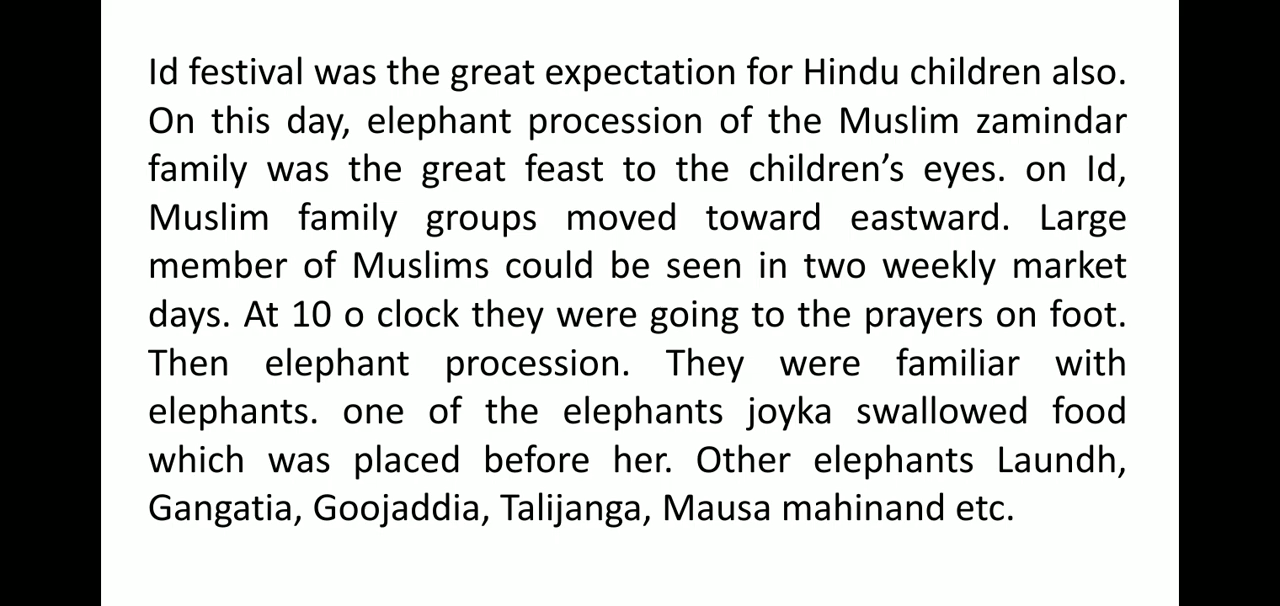 Id festival was the great expectation for Hindu children also.
On this day, elephant procession of the Muslim zamindar
family was the great feast to the children's eyes. on Id,
Muslim family groups moved toward eastward. Large
member of Muslims could be seen in two weekly market
days. At 10 o clock they were going to the prayers on foot.
Then elephant procession. They were familiar with
elephants. one of the elephants joyka swallowed food
which was placed before her. Other elephants Laundh,
Gangatia, Goojaddia, Talijanga, Mausa mahinand etc.